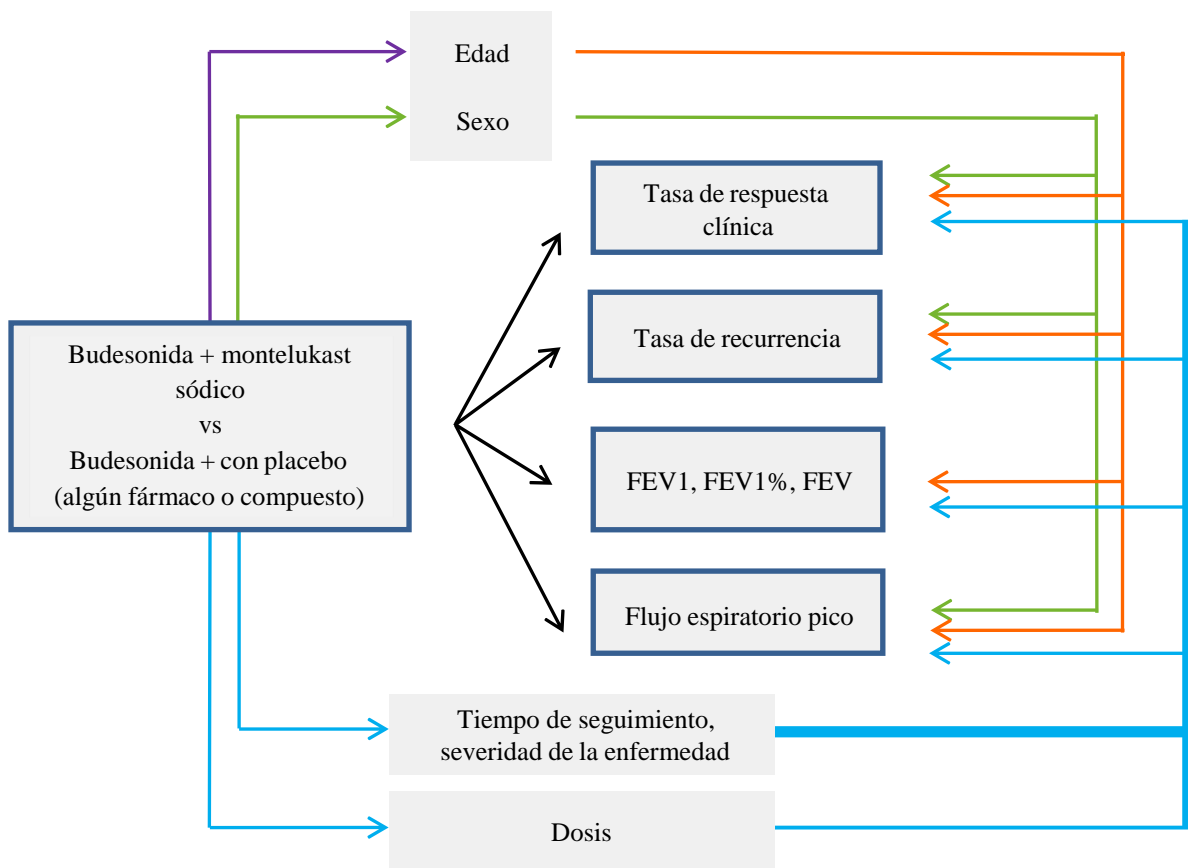 Edad
Sexo
Tasa de respuesta
clínica
Tasa de recurrencia
Budesonida + montelukast
sódico
vs
Budesonida + con placebo
(algún fármaco o compuesto)
FEV1, FEV1%, FEV
Flujo espiratorio pico
Tiempo de seguimiento,
severidad de la enfermedad
Dosis